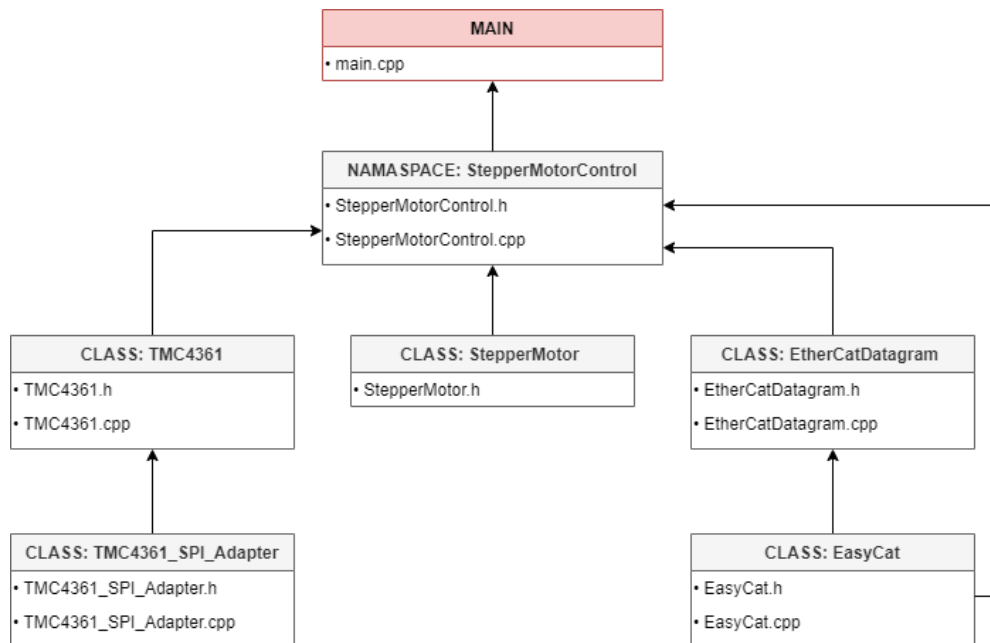 MAIN
• main.cpp
NAMASPACE: StepperMotorControl
• StepperMotorControl.h
• StepperMotorControl.cpp
CLASS: TMC4361
• TMC4361.h
• TMC4361.cpp
CLASS: StepperMotor
• StepperMotor.h
CLASS: EtherCatDatagram
• EtherCatDatagram.h
• EtherCatDatagram.cpp
CLASS: TMC4361_SPI_Adapter
• TMC4361_SPI_Adapter.h
• TMC4361_SPI_Adapter.cpp
CLASS: EasyCat
• EasyCat.h
• EasyCat.cpp